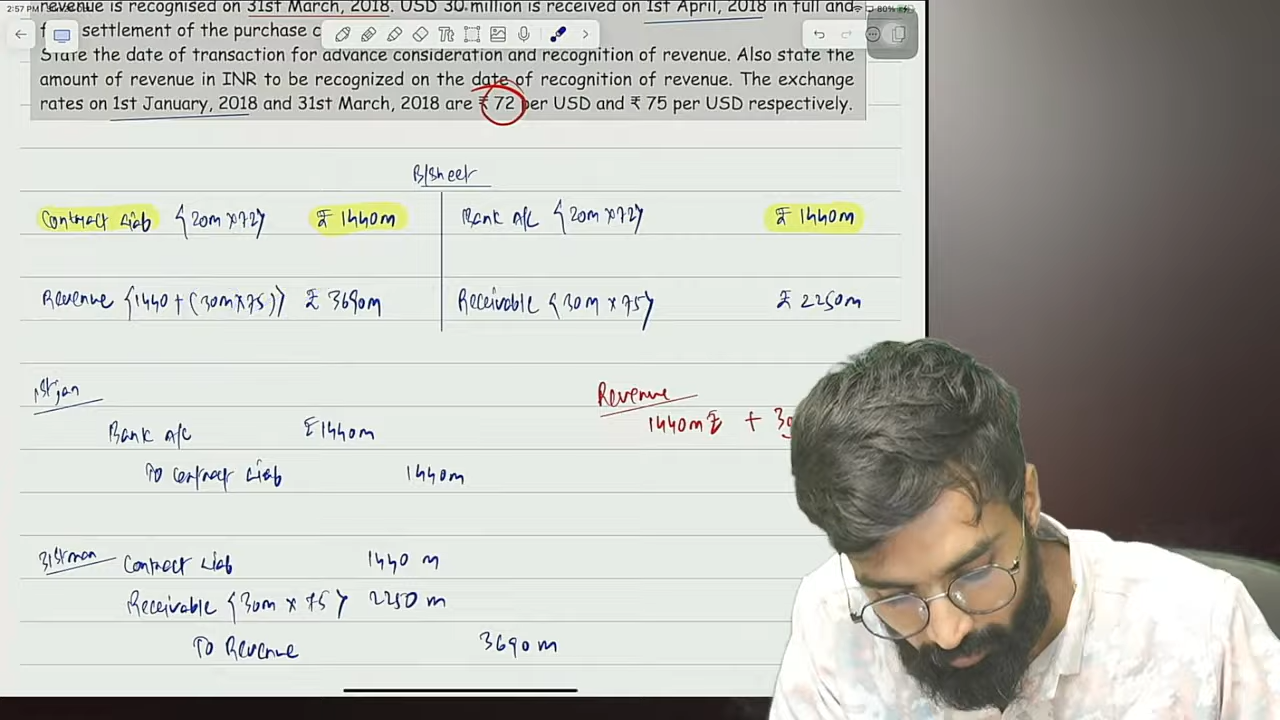 2:57 PM
80%
revenue is recognised on 31st March, 2018. USD 30 million is received on 1st April, 2018 in full and
settlement of the purchase
State the date of transaction for advance consideration and recognition of revenue. Also state the
amount of revenue in INR to be recognized on the date of recognition of revenue. The exchange
rates on 1st January, 2018 and 31st March, 2018 are ₹ 72 per USD and ₹ 75 per USD respectively.
B/sheet
Contract Liab {20m x 72} ₹ 1440m Bank A/c {20m x 72} ₹ 1440m
Revenue {1440 + (30m x 75)} ₹ 3690m Receivable {30m x 75} ₹ 2250m
1st jan
Revenue
1440m ₹ +
Bank A/c ₹ 1440m
To Contract Liab 1440m
31st mar Contract Liab 1440 m
Receivable {30m x 75} 2250 m
To Revenue 3690 m